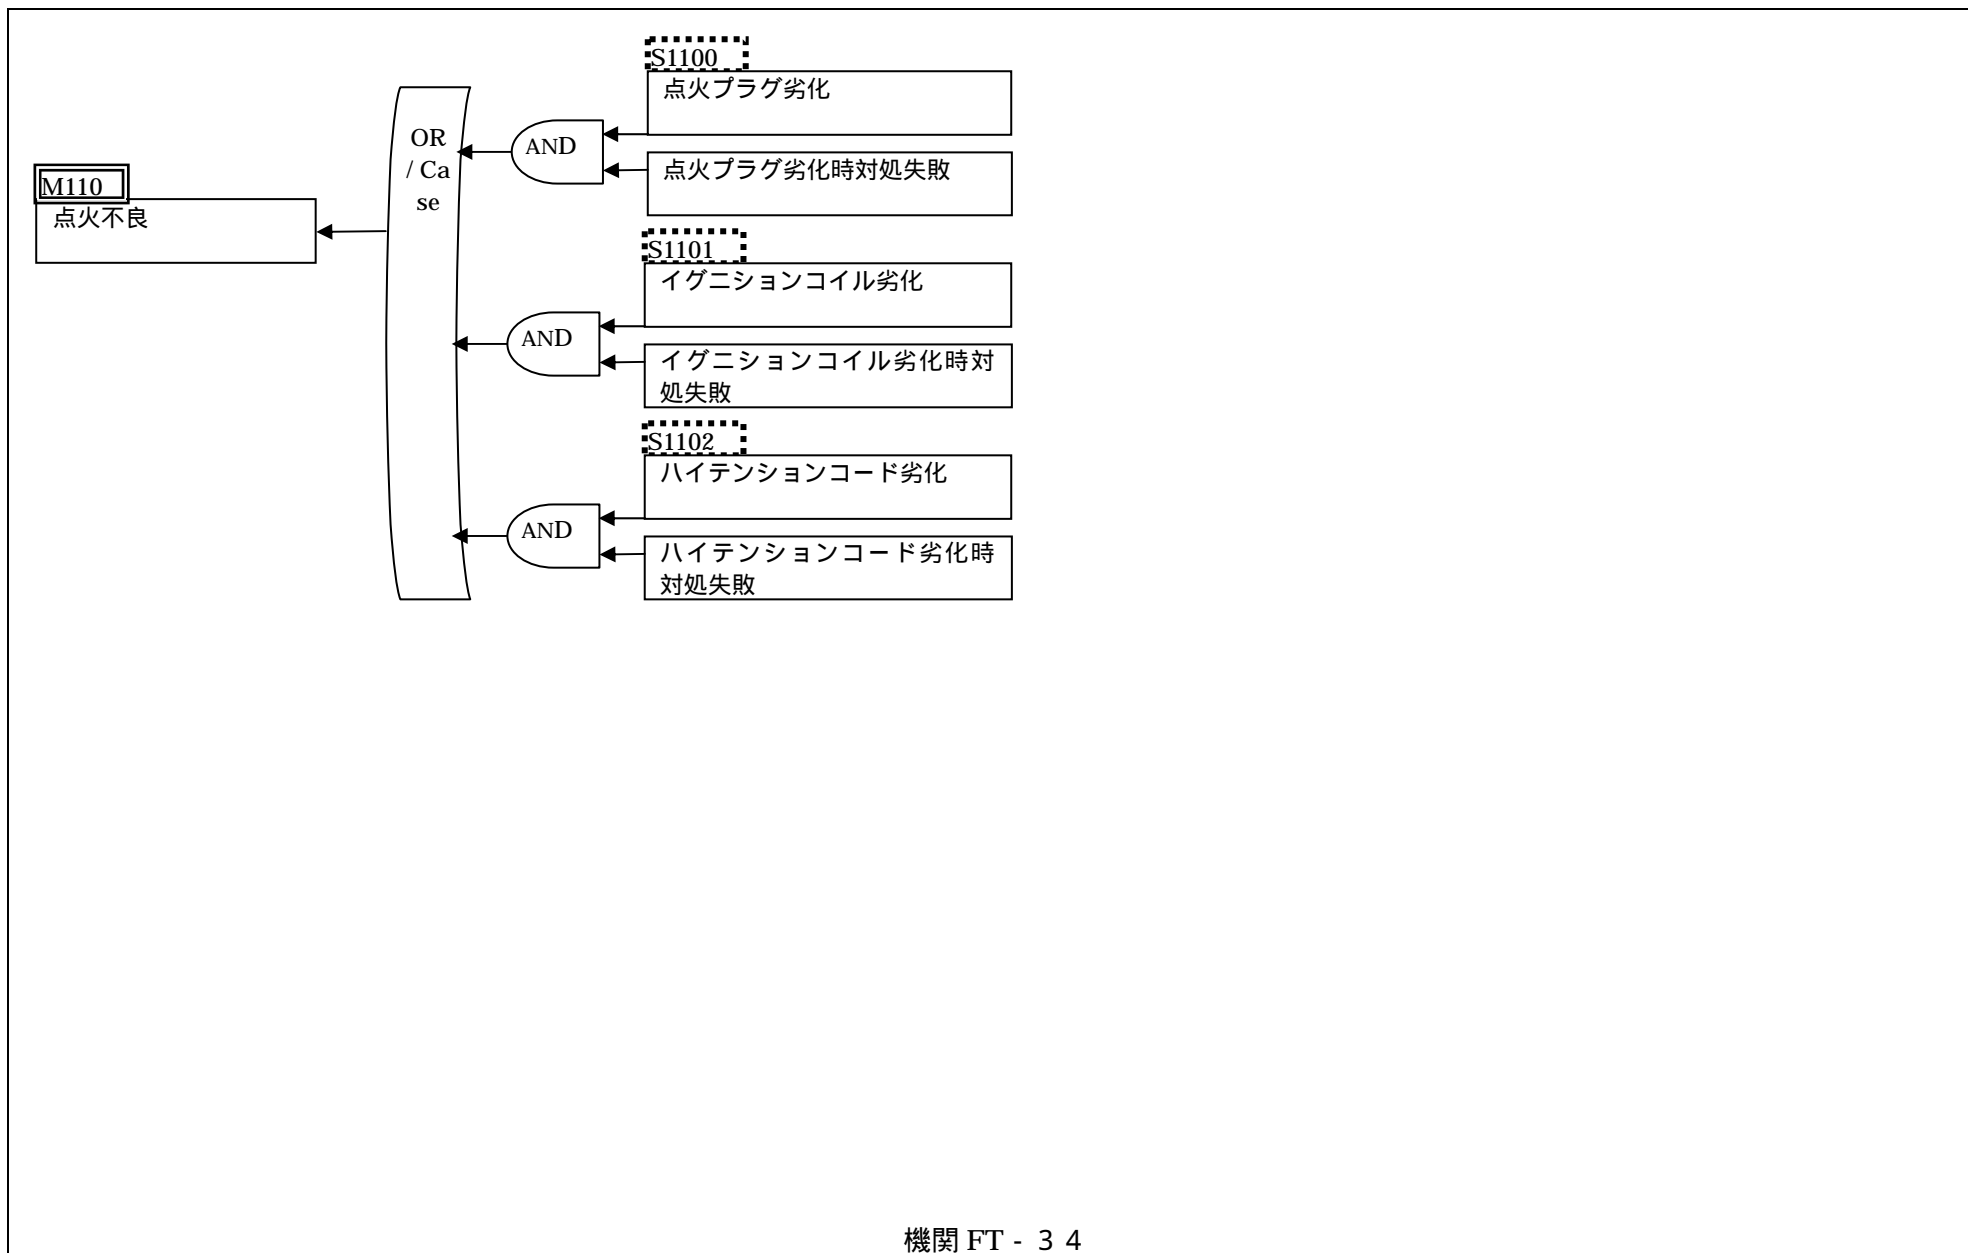 S1100
点火プラグ劣化
OR
/ Ca
se
AND
点火プラグ劣化時対処失敗
M110
点火不良
S1101
イグニションコイル劣化
AND
イグニションコイル劣化時対
処失敗
S1102
ハイテンションコード劣化
AND
ハイテンションコード劣化時
対処失敗
機関 FT - 3 4